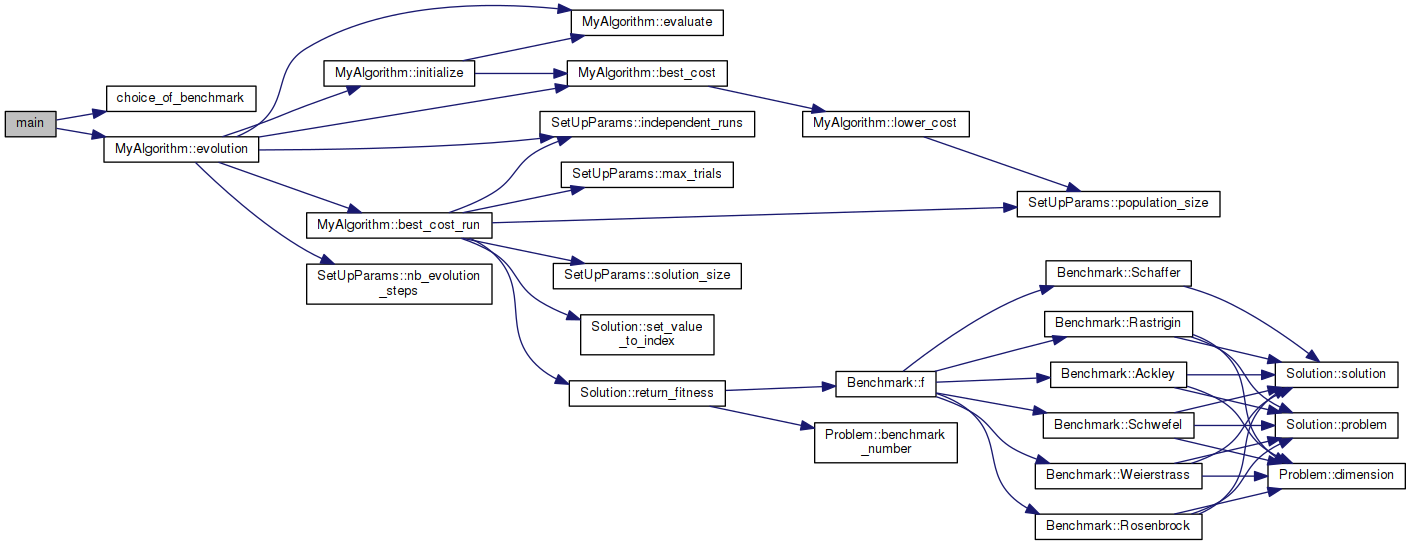 main
choice_of_benchmark
MyAlgorithm::evolution
MyAlgorithm::evaluate
MyAlgorithm::initialize
MyAlgorithm::best_cost
MyAlgorithm::lower_cost
SetUpParams::independent_runs
SetUpParams::max_trials
SetUpParams::population_size
MyAlgorithm::best_cost_run
SetUpParams::nb_evolution
_steps
SetUpParams::solution_size
Solution::set_value
_to_index
Solution::return_fitness
Benchmark::f
Problem::benchmark
_number
Benchmark::Schaffer
Benchmark::Rastrigin
Benchmark::Ackley
Benchmark::Schwefel
Benchmark::Weierstrass
Benchmark::Rosenbrock
Solution::solution
Solution::problem
Problem::dimension